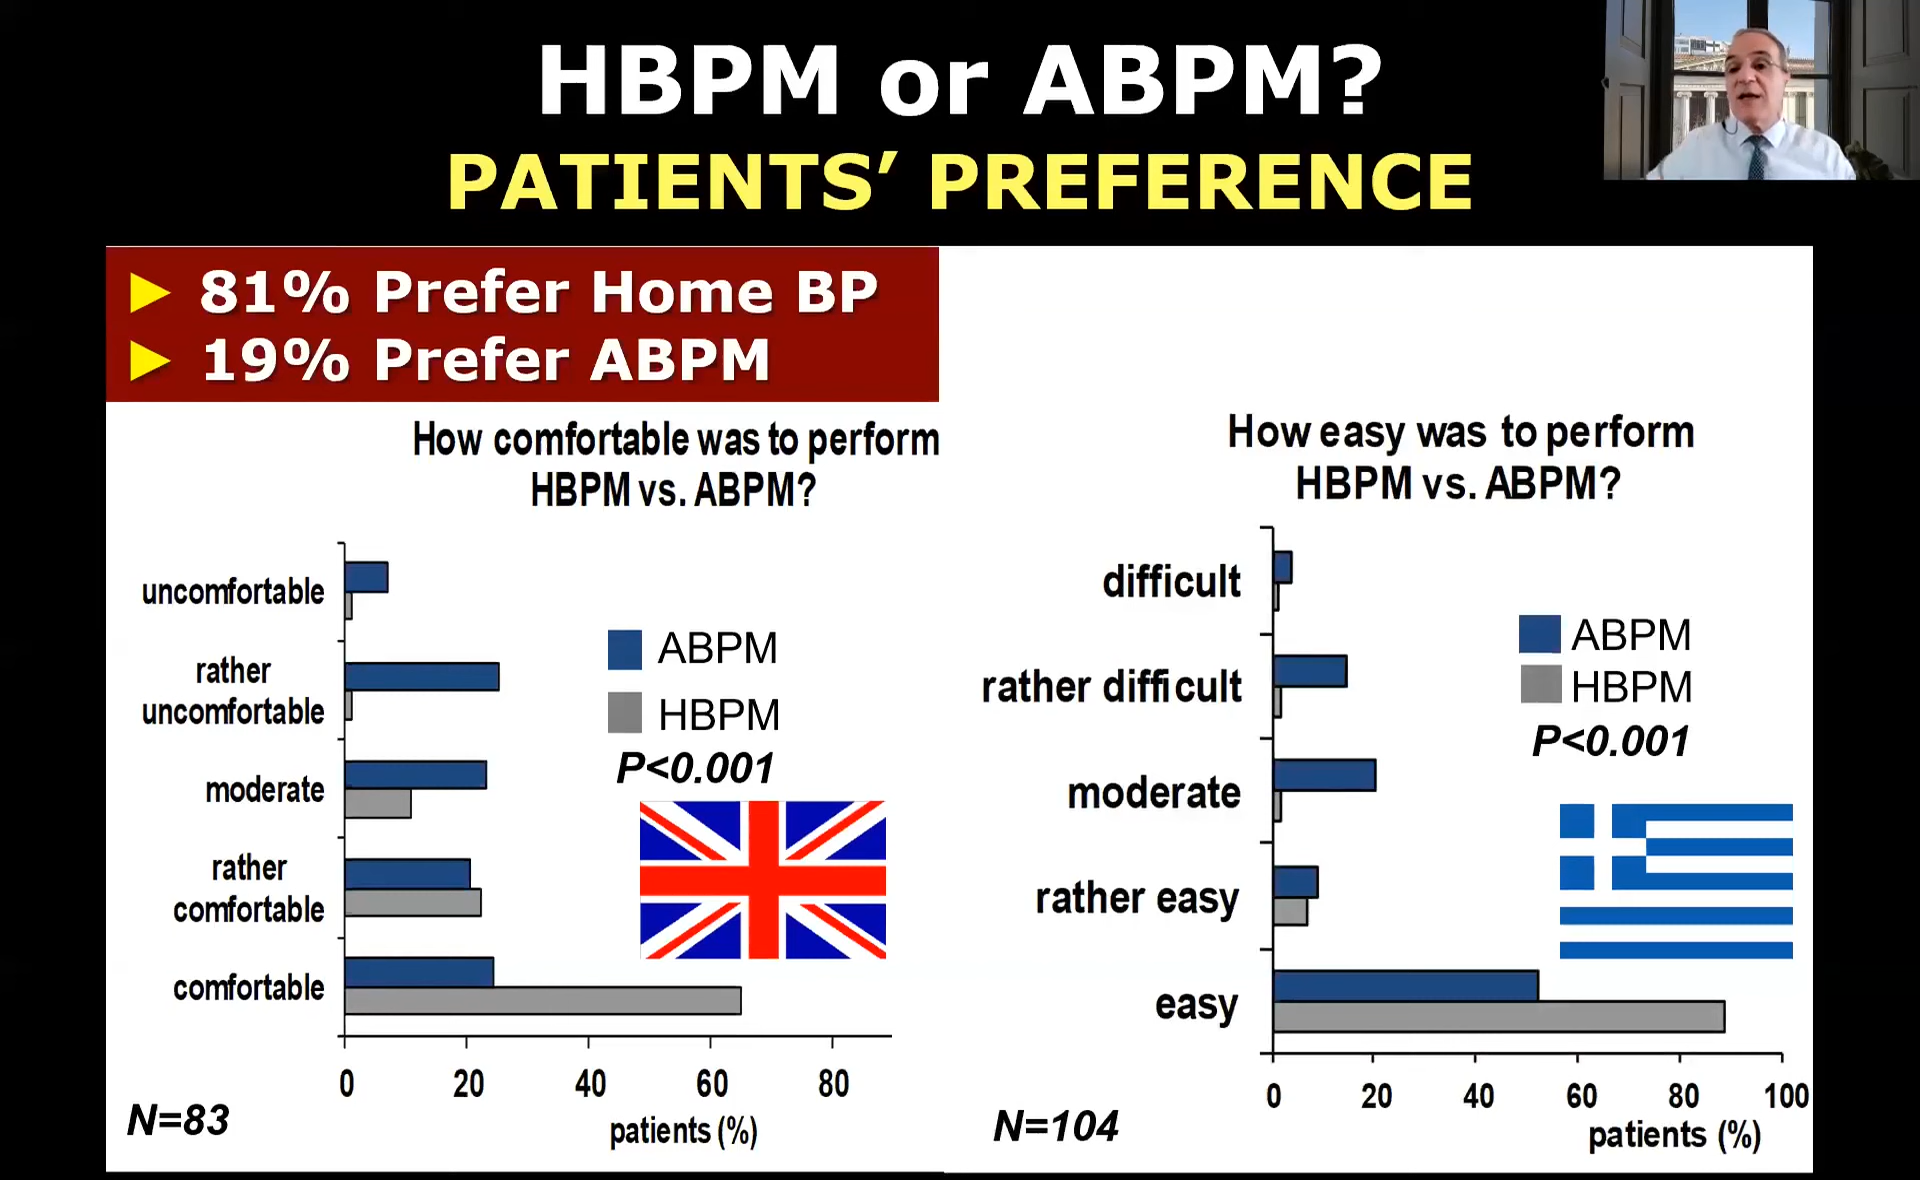 HBPM or ABPM?
PATIENTS’ PREFERENCE
► 81% Prefer Home BP
► 19% Prefer ABPM
How comfortable was to perform
HBPM vs. ABPM?
uncomfortable
rather
uncomfortable
moderate
rather
comfortable
comfortable
ABPM
HBPM
P<0.001
0 20 40 60 80
patients (%)
N=83
How easy was to perform
HBPM vs. ABPM?
difficult
rather difficult
moderate
rather easy
easy
ABPM
HBPM
P<0.001
0 20 40 60 80 100
patients (%)
N=104